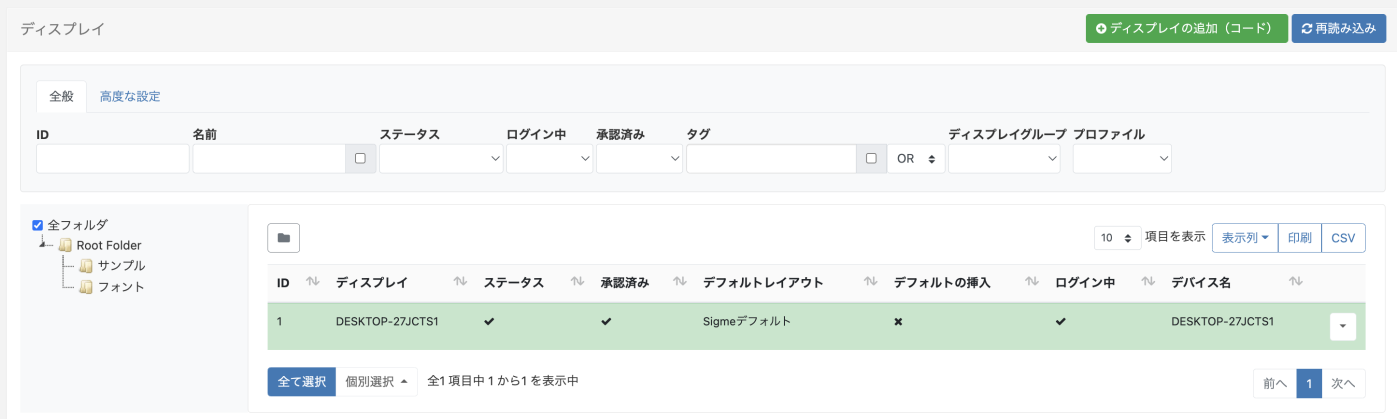 ディスプレイ
ディスプレイの追加（コード） 再読み込み
全般 高度な設定
ID 名前 ステータス ログイン中 承認済み タグ ディスプレイグループ プロファイル
OR
全フォルダ
Root Folder
サンプル
フォント
10 項目を表示 表示列 印刷 CSV
ID ディスプレイ ステータス 承認済み デフォルトレイアウト デフォルトの挿入 ログイン中 デバイス名
1 DESKTOP-27JCTS1 Sigmeデフォルト DESKTOP-27JCTS1
全て選択 個別選択 全1 項目中 1 から1 を表示中 前へ 1 次へ